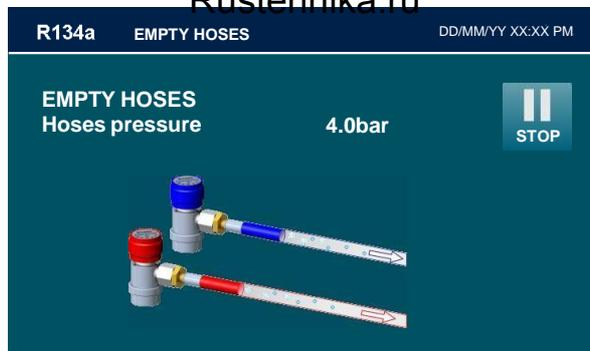 Rustehnika.ru
R134a EMPTY HOSES DD/MM/YY XX:XX PM
EMPTY HOSES
Hoses pressure 4.0bar
STOP